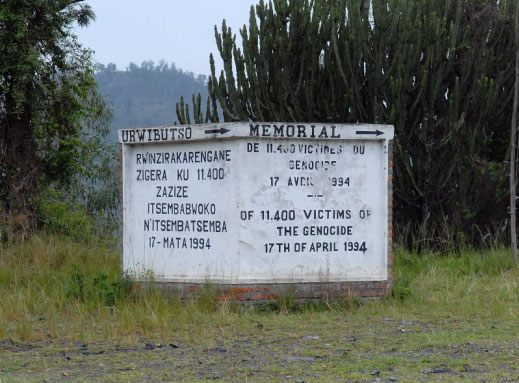 URWIBUTSO → MEMORIAL →
RWINZIRAKARENGANE
ZIGERA KU 11.400
ZAZIZE
ITSEMBABWOKO
N'ITSEMBATSEMBA
17-MATA 1994
DE 11.400 VICTIMES DU
GENOCIDE
17 AVRIL 1994
OF 11.400 VICTIMS OF
THE GENOCIDE
17TH OF APRIL 1994